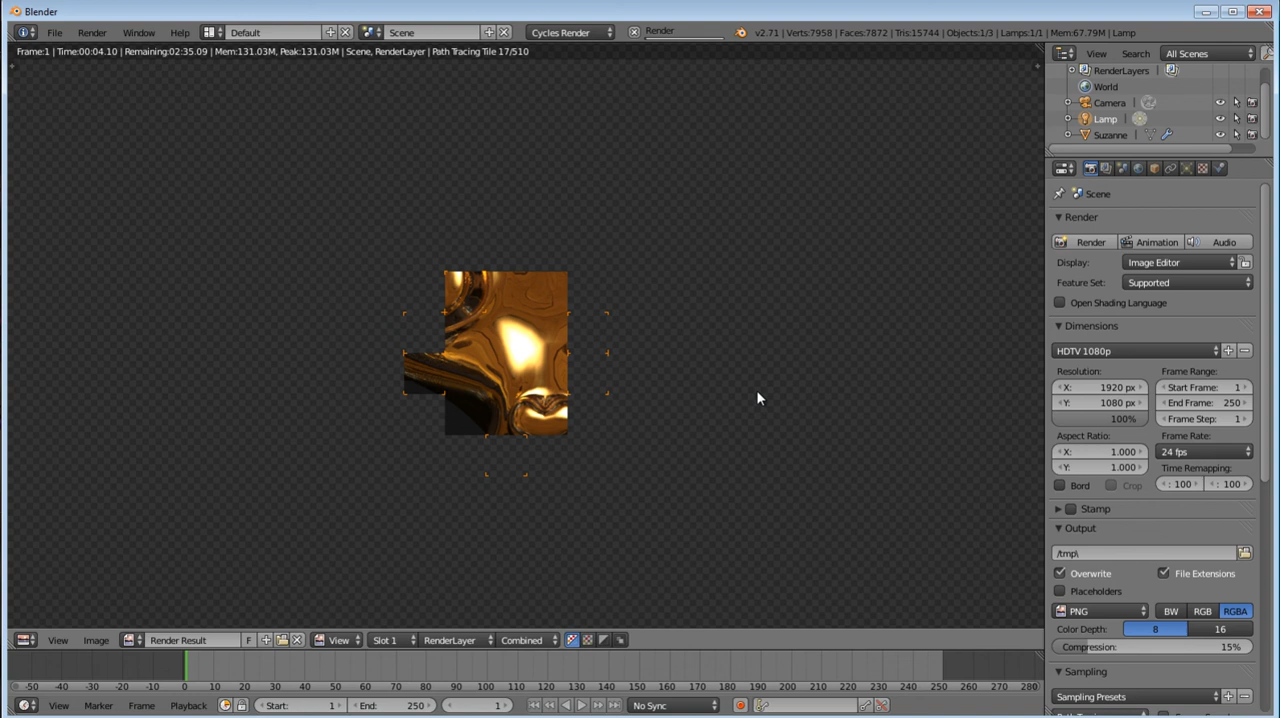 Blender
File Render Window Help Default Scene Cycles Render Render v2.71 | Verts:7958 | Faces:7872 | Tris:15744 | Objects:1/3 | Lamps:1/1 | Mem:67.79M | Lamp
Frame:1 | Time:00:04.10 | Remaining:02:35.09 | Mem:131.03M, Peak:131.03M | Scene, RenderLayer | Path Tracing Tile 17/510
View Search All Scenes
RenderLayers |
World
Camera |
Lamp |
Suzanne |
Scene
Render
Render Animation Audio
Display: Image Editor
Feature Set: Supported
Open Shading Language
Dimensions
HDTV 1080p
Resolution: Frame Range:
X: 1920 px Start Frame: 1
Y: 1080 px End Frame: 250
100% Frame Step: 1
Aspect Ratio: Frame Rate:
X: 1.000 24 fps
Y: 1.000 Time Remapping:
Bord Crop : 100 : 100
Stamp
Output
/tmp\
Overwrite File Extensions
Placeholders
PNG BW RGB RGBA
Color Depth: 8 16
Compression: 15%
Sampling
Sampling Presets
View Image Render Result F View Slot 1 RenderLayer Combined
-50 -40 -30 -20 -10 0 10 20 30 40 50 60 70 80 90 100 110 120 130 140 150 160 170 180 190 200 210 220 230 240 250 260 270 280
View Marker Frame Playback Start: 1 End: 250 1 No Sync